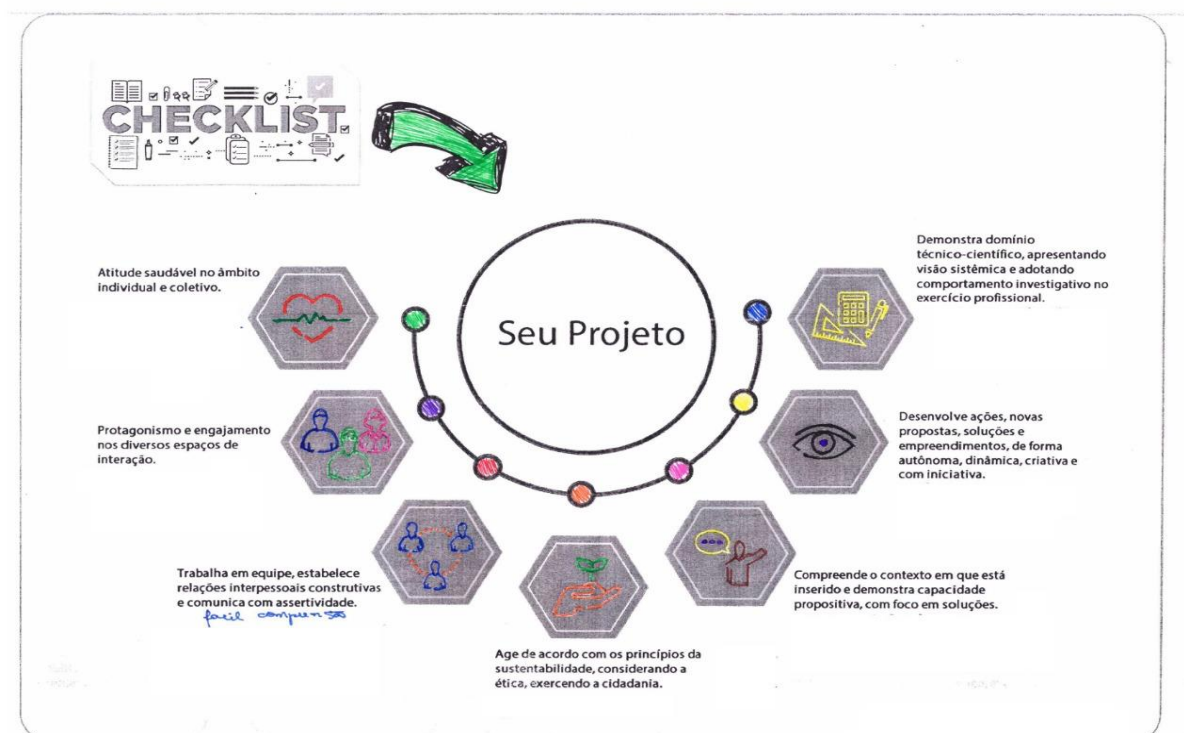 CHECKLIST
Seu Projeto
Atitude saudável no âmbito
individual e coletivo.
Protagonismo e engajamento
nos diversos espaços de
interação.
Trabalha em equipe, estabelece
relações interpessoais construtivas
e comunica com assertividade.
facil
Age de acordo com os princípios da
sustentabilidade, considerando a
ética, exercendo a cidadania.
Compreende o contexto em que está
inserido e demonstra capacidade
propositiva, com foco em soluções.
Desenvolve ações, novas
propostas, soluções e
empreendimentos, de forma
autônoma, dinâmica, criativa e
com iniciativa.
Demonstra domínio
técnico-científico, apresentando
visão sistêmica e adotando
comportamento investigativo no
exercício profissional.